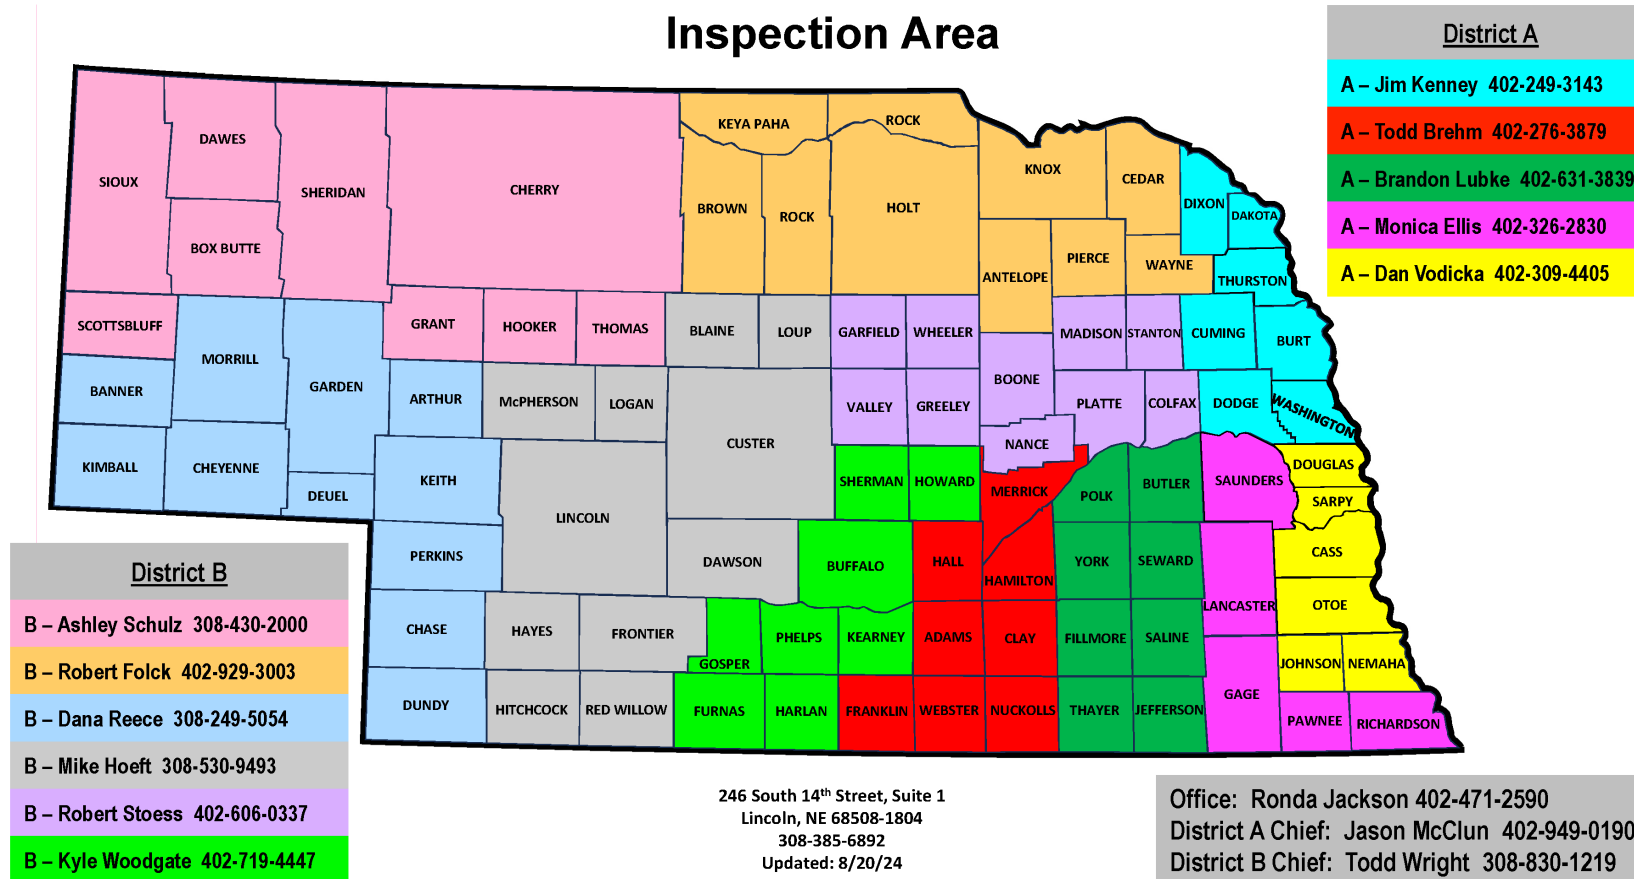 Inspection Area
District A
A – Jim Kenney 402-249-3143
A – Todd Brehm 402-276-3879
A – Brandon Lubke 402-631-3839
A – Monica Ellis 402-326-2830
A – Dan Vodicka 402-309-4405
SIOUX
DAWES
BOX BUTTE
SHERIDAN
CHERRY
KEYA PAHA
ROCK
BROWN
ROCK
HOLT
KNOX
CEDAR
DIXON
DAKOTA
ANTELOPE
PIERCE
WAYNE
THURSTON
SCOTTSBLUFF
MORRILL
GARDEN
GRANT
HOOKER
THOMAS
BLAINE
LOUP
GARFIELD
WHEELER
MADISON
STANTON
CUMING
BURT
BANNER
ARTHUR
McPHERSON
LOGAN
CUSTER
VALLEY
GREELEY
BOONE
PLATTE
COLFAX
DODGE
WASHINGTON
NANCE
KIMBALL
CHEYENNE
DEUEL
KEITH
LINCOLN
SHERMAN
HOWARD
MERRICK
POLK
BUTLER
SAUNDERS
DOUGLAS
SARPY
PERKINS
DAWSON
BUFFALO
HALL
HAMILTON
YORK
SEWARD
LANCASTER
CASS
OTOE
CHASE
HAYES
FRONTIER
GOSPER
PHELPS
KEARNEY
ADAMS
CLAY
FILLMORE
SALINE
GAGE
JOHNSON
NEMAHA
DUNDY
HITCHCOCK
RED WILLOW
FURNAS
HARLAN
FRANKLIN
WEBSTER
NUCKOLLS
THAYER
JEFFERSON
PAWNEE
RICHARDSON
District B
B – Ashley Schulz 308-430-2000
B – Robert Folck 402-929-3003
B – Dana Reece 308-249-5054
B – Mike Hoeft 308-530-9493
B – Robert Stoess 402-606-0337
B – Kyle Woodgate 402-719-4447
246 South 14th Street, Suite 1
Lincoln, NE 68508-1804
308-385-6892
Updated: 8/20/24
Office: Ronda Jackson 402-471-2590
District A Chief: Jason McClun 402-949-0190
District B Chief: Todd Wright 308-830-1219